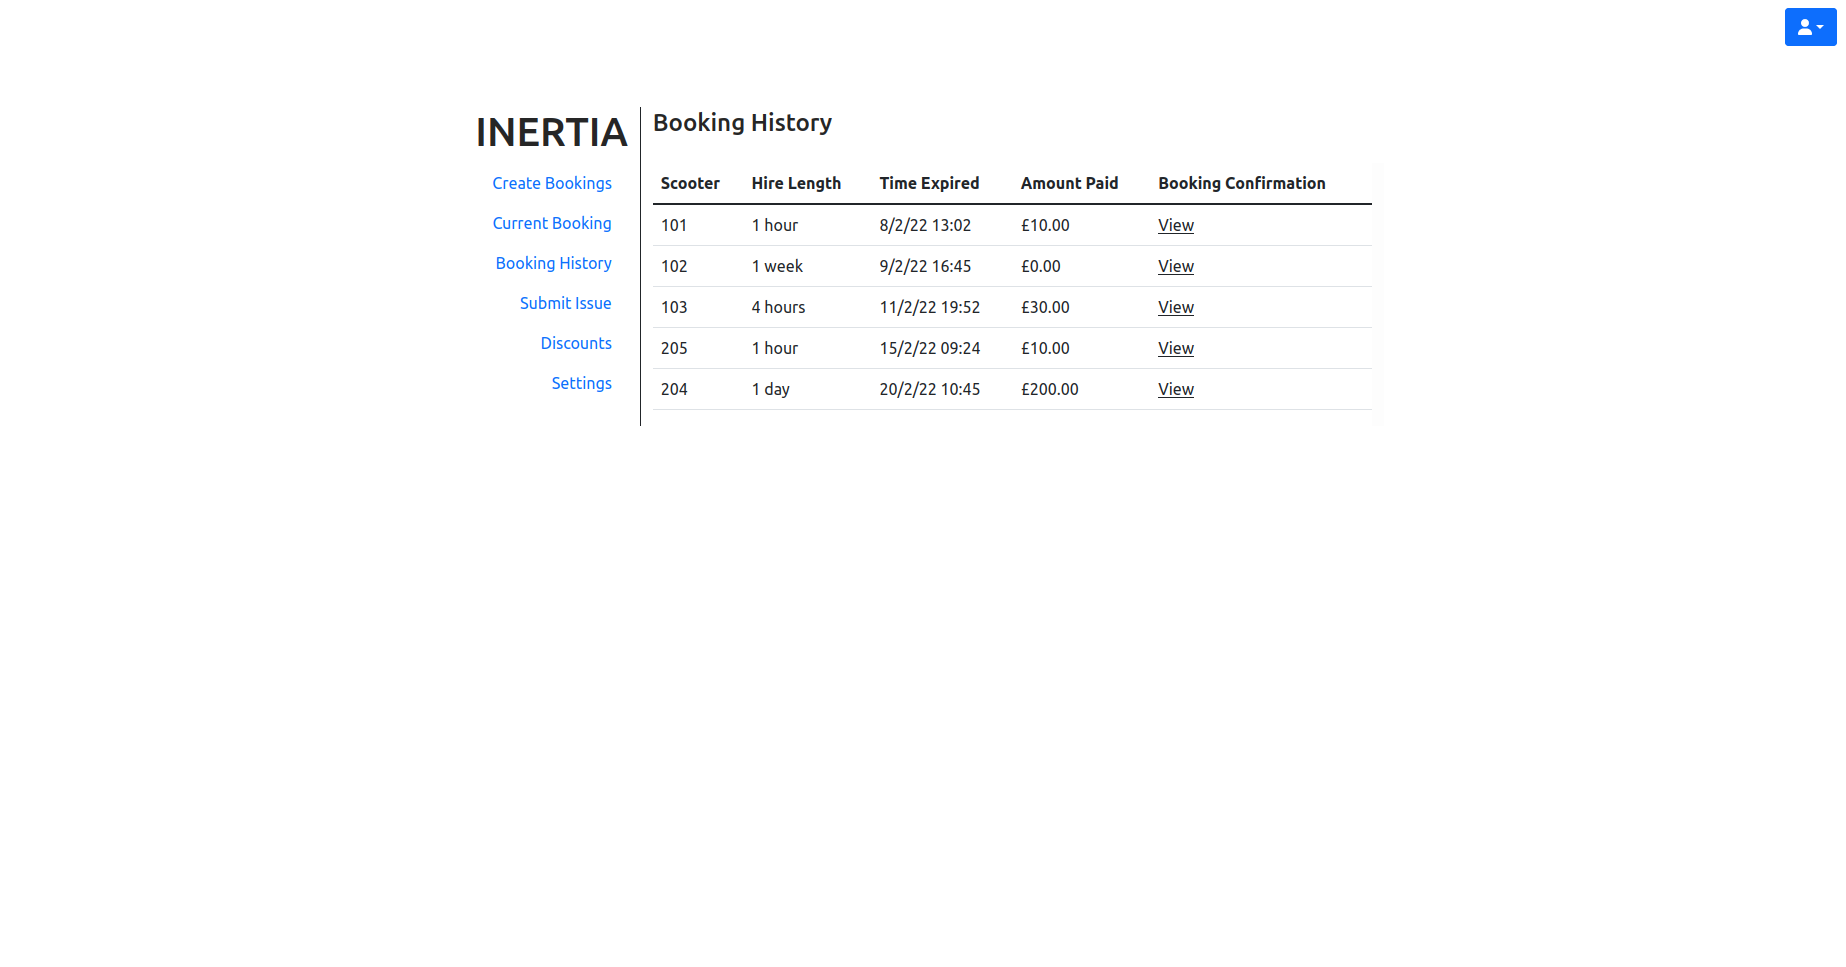 INERTIA
Create Bookings
Current Booking
Booking History
Submit Issue
Discounts
Settings
Booking History
Scooter Hire Length Time Expired Amount Paid Booking Confirmation
101 1 hour 8/2/22 13:02 £10.00 View
102 1 week 9/2/22 16:45 £0.00 View
103 4 hours 11/2/22 19:52 £30.00 View
205 1 hour 15/2/22 09:24 £10.00 View
204 1 day 20/2/22 10:45 £200.00 View